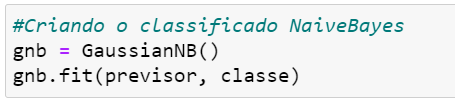 #Criando o classificado NaiveBayes
gnb = GaussianNB()
gnb.fit(previsor, classe)